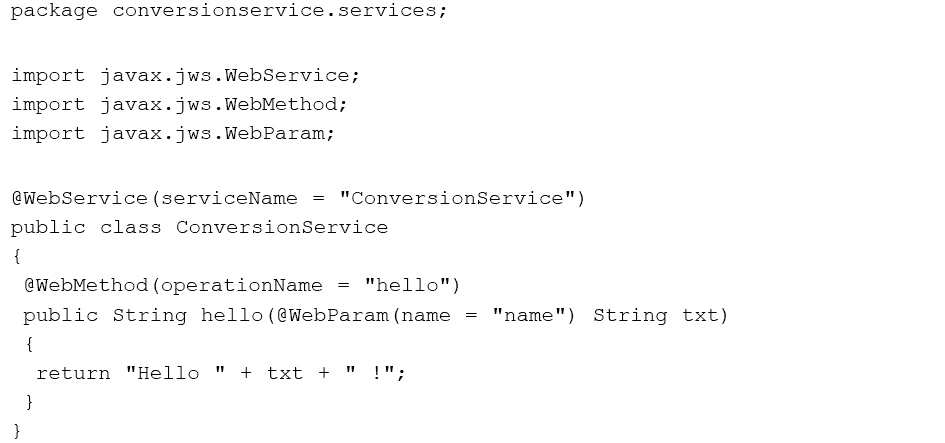 package conversionservice.services;
import javax.jws.WebService;
import javax.jws.WebMethod;
import javax.jws.WebParam;
@WebService(serviceName = "ConversionService")
public class ConversionService
{
@WebMethod(operationName = "hello")
public String hello(@WebParam(name = "name") String txt)
{
return "Hello " + txt + " !";
}
}